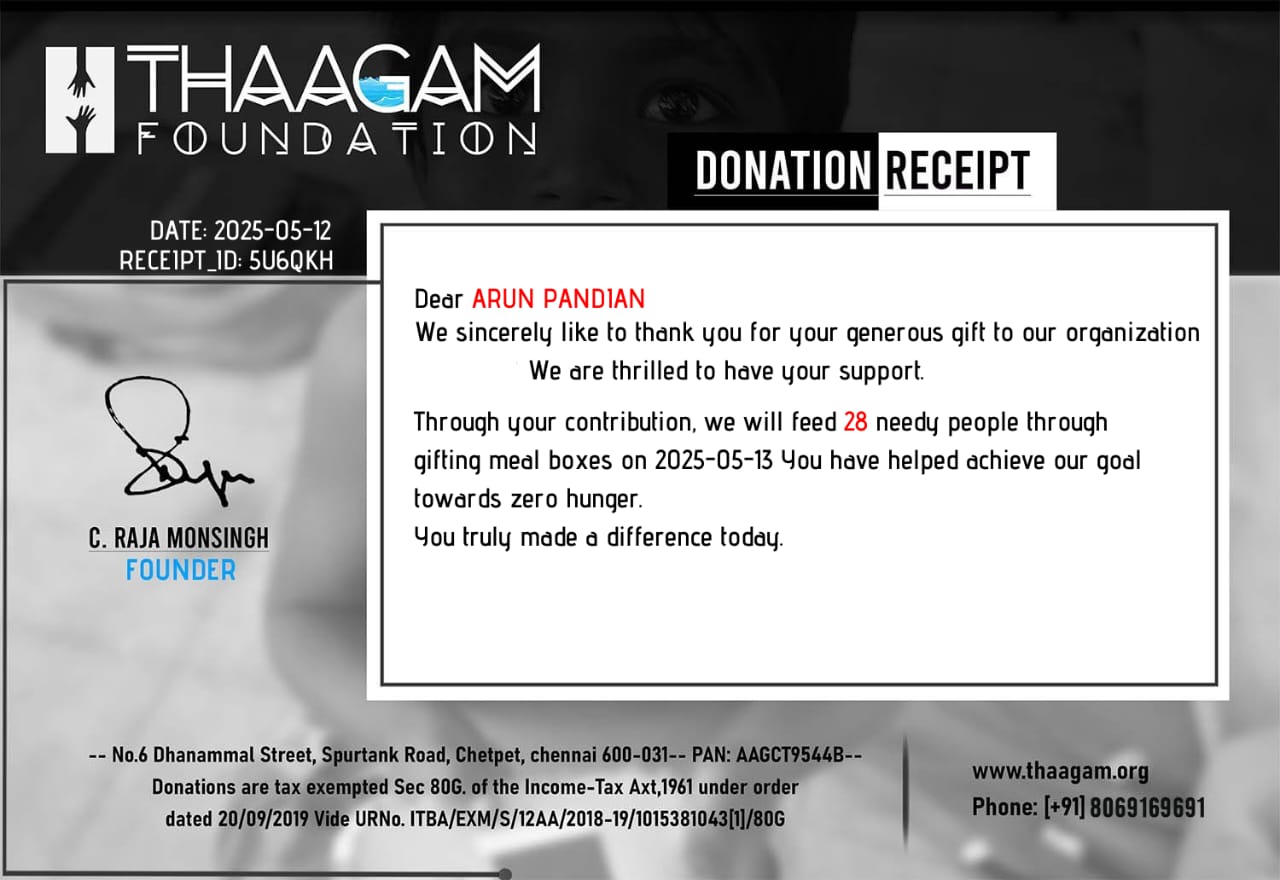 THAAGAM
FOUNDATION
DONATION RECEIPT
DATE: 2025-05-12
RECEIPT_ID: 5U6QKH
Dear ARUN PANDIAN
We sincerely like to thank you for your generous gift to our organization
We are thrilled to have your support.
Through your contribution, we will feed 28 needy people through
gifting meal boxes on 2025-05-13 You have helped achieve our goal
towards zero hunger.
You truly made a difference today.
C. RAJA MONSINGH
FOUNDER
-- No.6 Dhanammal Street, Spurtank Road, Chetpet, chennai 600-031-- PAN: AAGCT9544B--
Donations are tax exempted Sec 80G. of the Income-Tax Axt,1961 under order
dated 20/09/2019 Vide URNo. ITBA/EXM/S/12AA/2018-19/1015381043[1]/80G
www.thaagam.org
Phone: [+91] 8069169691